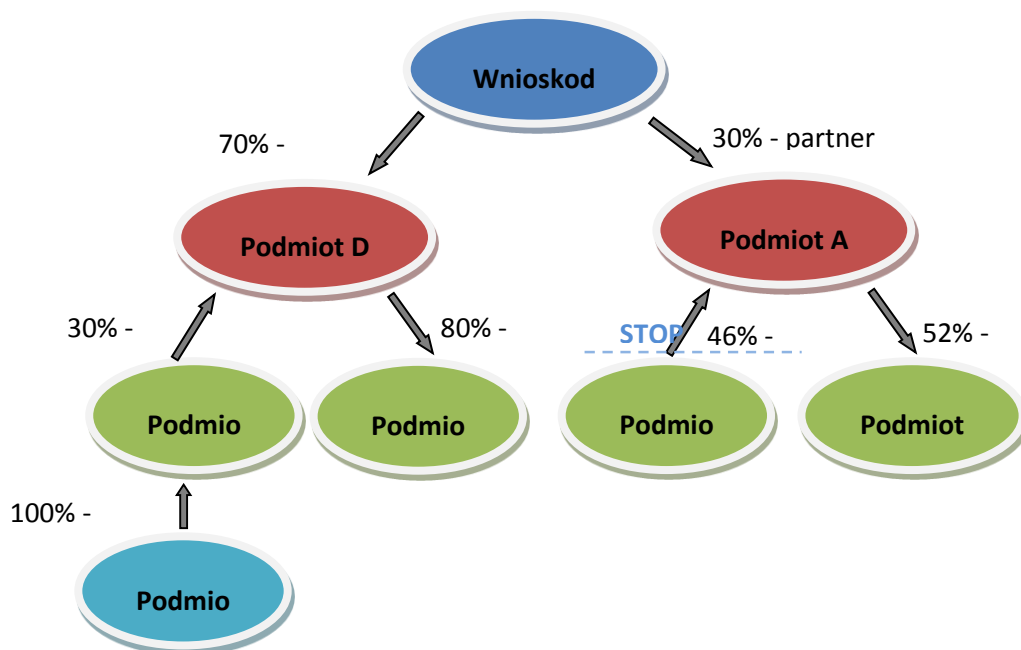 Wnioskod
70% -
30% - partner
Podmiot D
Podmiot A
30% -
80% -
STOP
46% -
52% -
Podmio
Podmio
Podmio
Podmiot
100% -
Podmio